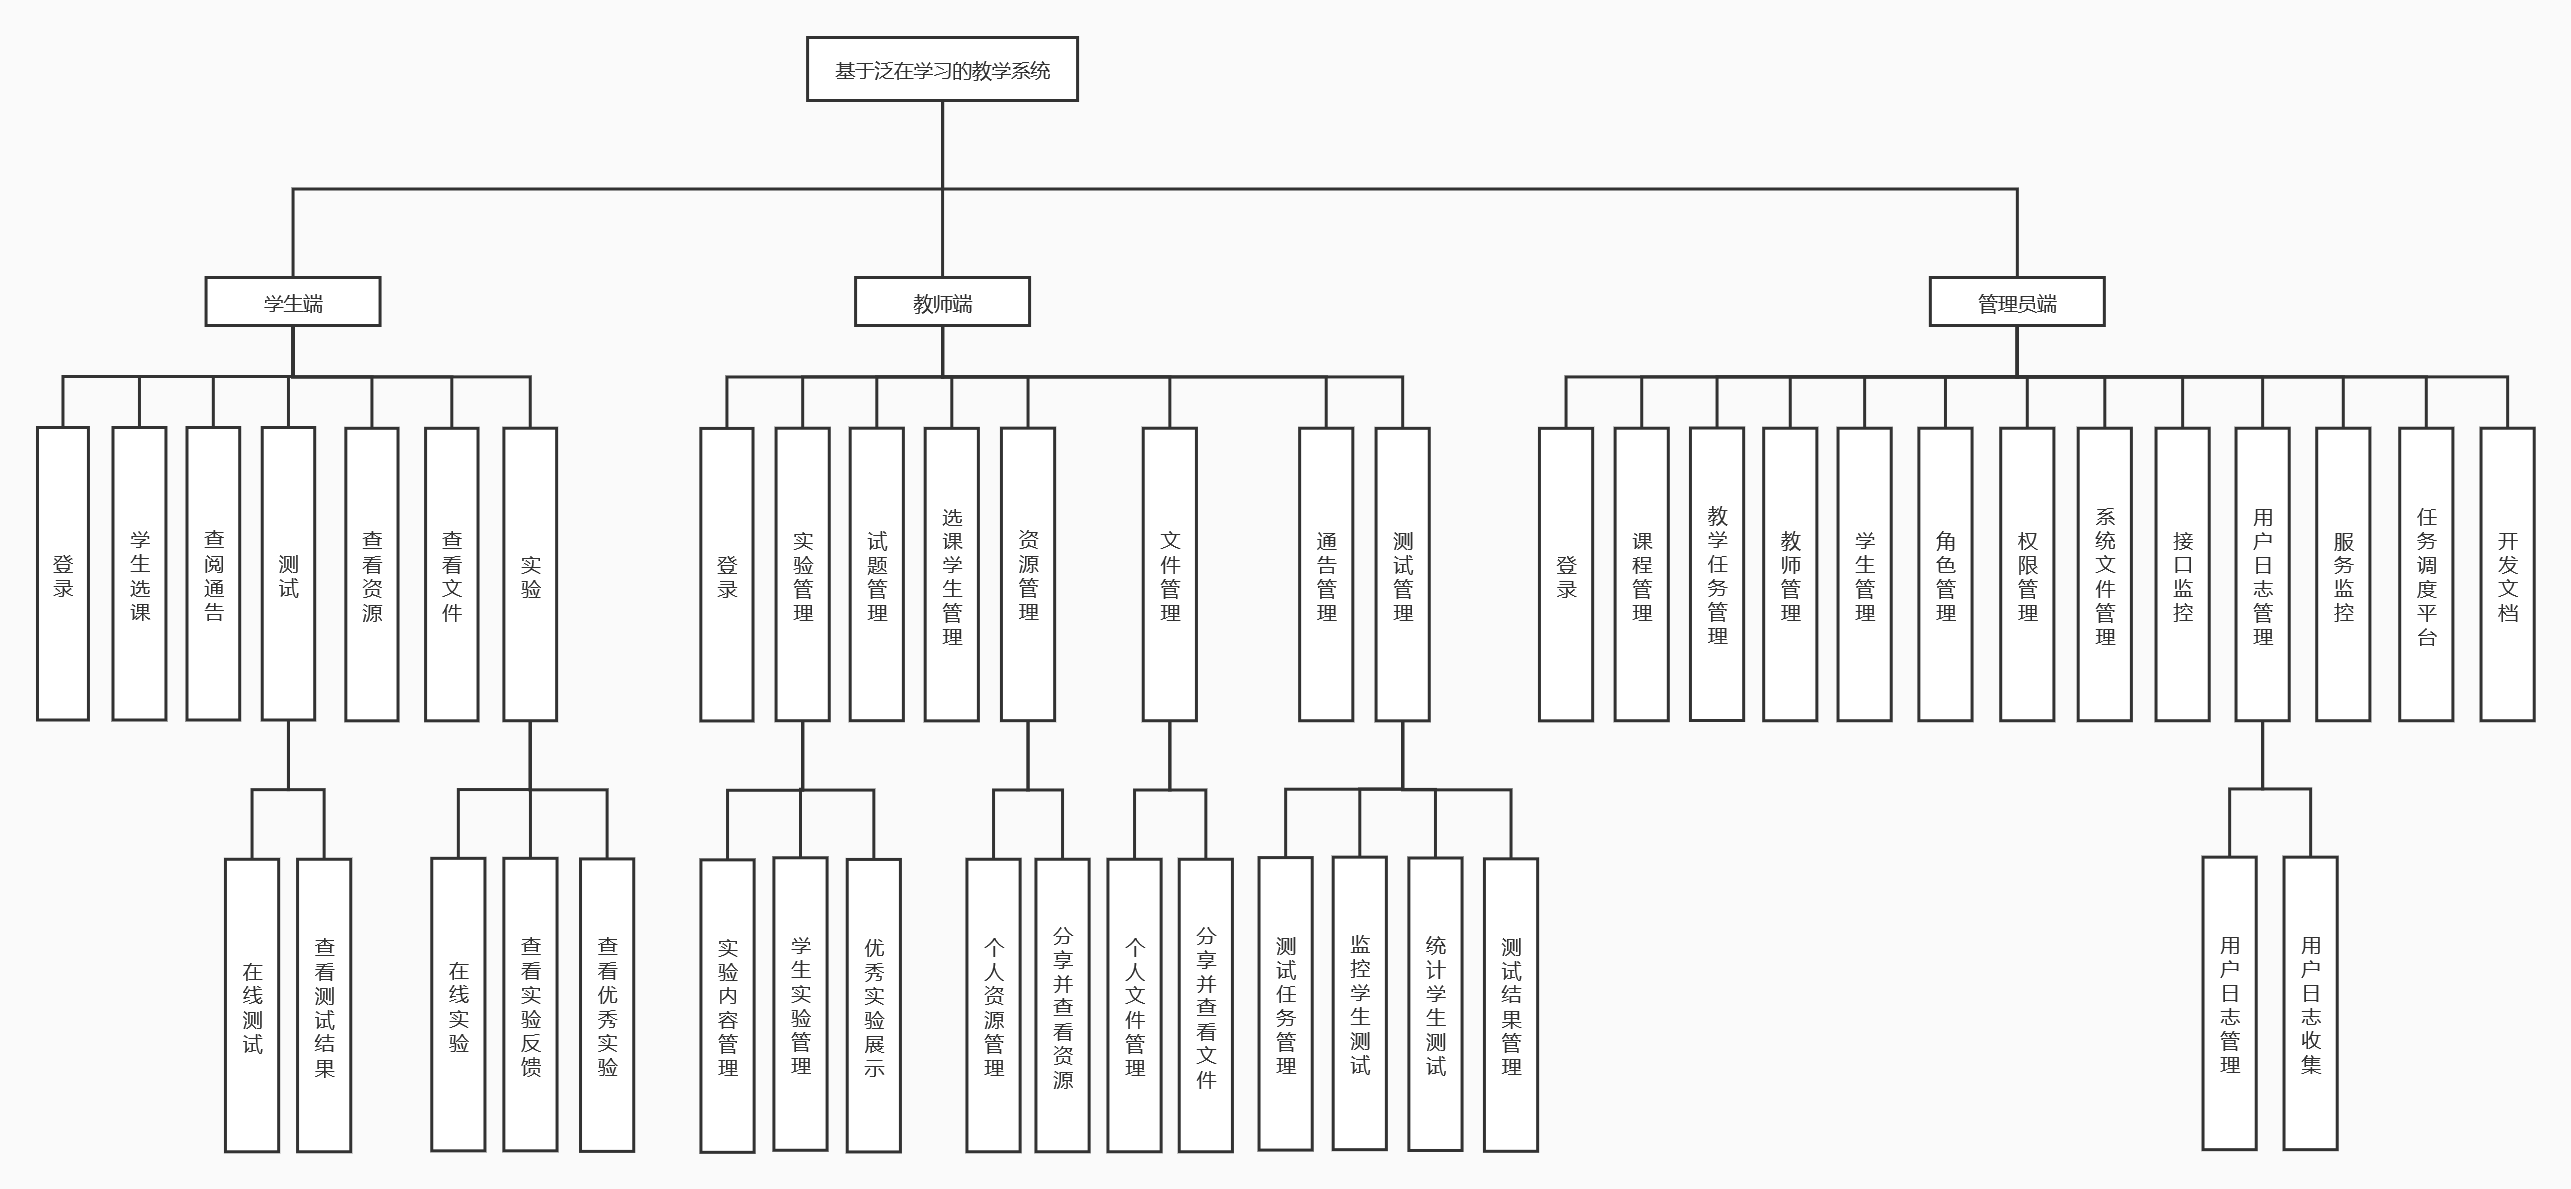 基于泛在学习的教学系统
学生端
教师端
管理员端
登录
学生选课
查阅通告
测试
查看资源
查看文件
实验
登录
实验管理
试题管理
选课学生管理
资源管理
文件管理
通告管理
测试管理
登录
课程管理
教学任务管理
教师管理
学生管理
角色管理
权限管理
系统文件管理
接口监控
用户日志管理
服务监控
任务调度平台
开发文档
在线测试
查看测试结果
在线实验
查看实验反馈
查看优秀实验
实验内容管理
学生实验管理
优秀实验展示
个人资源管理
分享并查看资源
个人文件管理
分享并查看文件
测试任务管理
监控学生测试
统计学生测试
测试结果管理
用户日志管理
用户日志收集